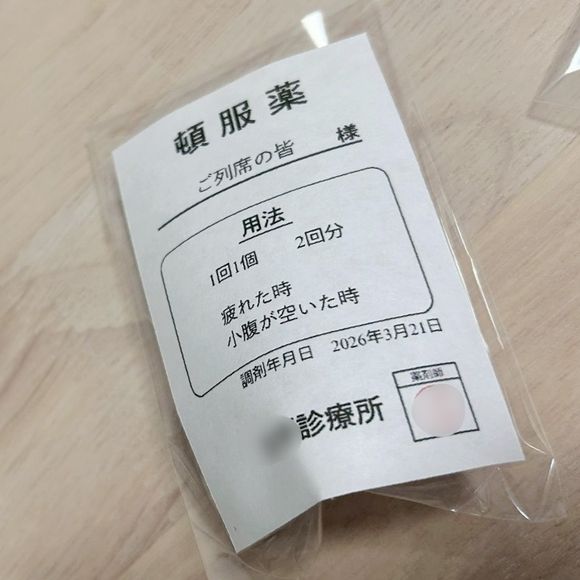 頓服薬
ご列席の皆 様
用法
1回1個 2回分
疲れた時
小腹が空いた時
調剤年月日 2026年3月21日
薬剤師
診療所